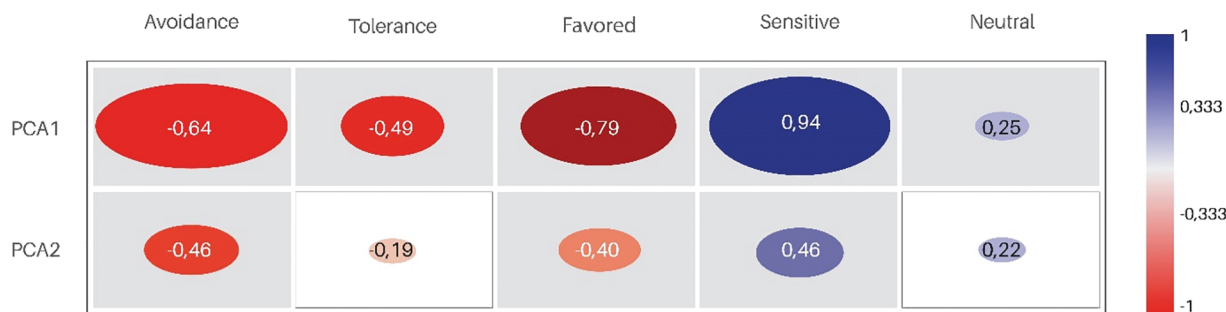 Avoidance Tolerance Favored Sensitive Neutral
PCA1 -0,64 -0,49 -0,79 0,94 0,25
PCA2 -0,46 -0,19 -0,40 0,46 0,22
1
0,333
-0,333
-1